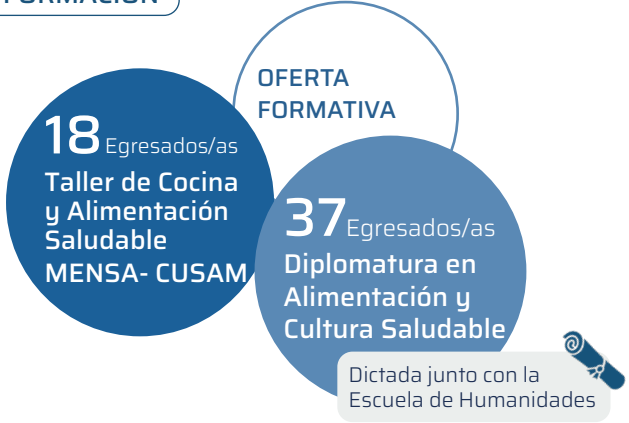 FORMACIÓN
OFERTA
FORMATIVA
18 Egresados/as
Taller de Cocina
y Alimentación
Saludable
MENSA- CUSAM
37 Egresados/as
Diplomatura en
Alimentación y
Cultura Saludable
Dictada junto con la
Escuela de Humanidades